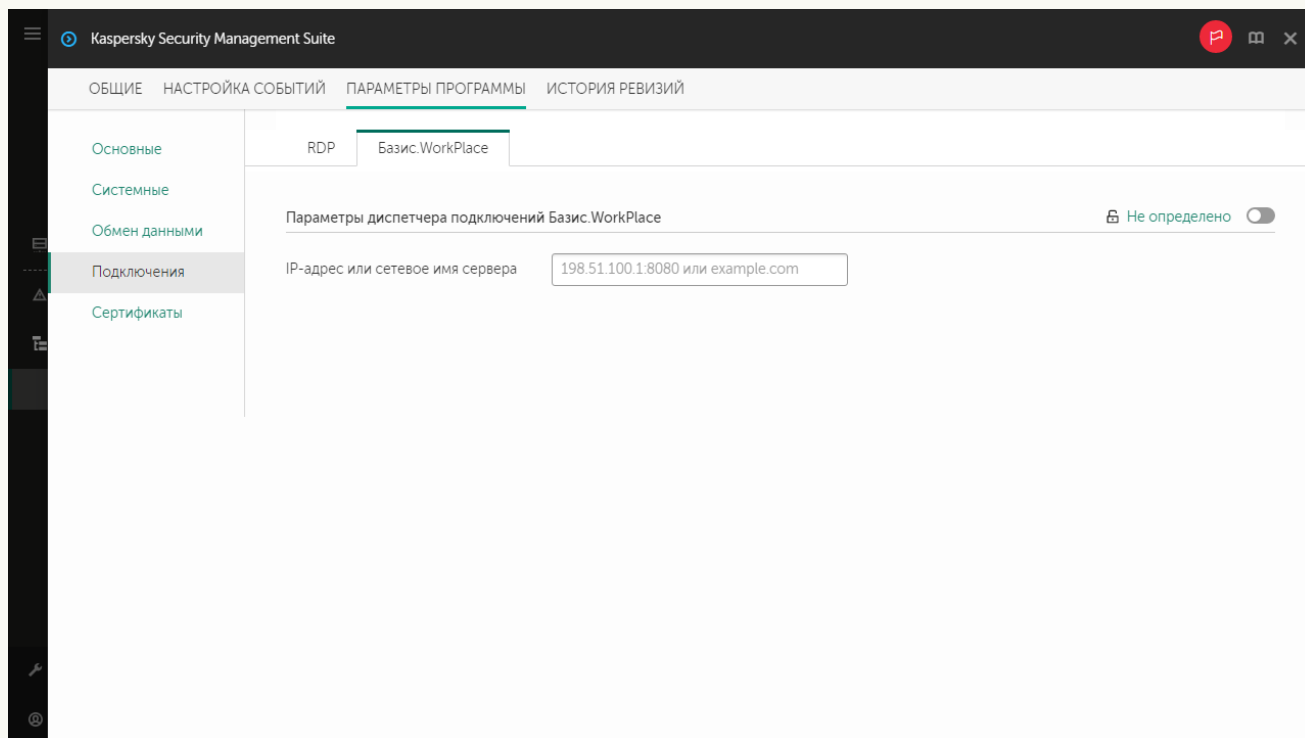 Kaspersky Security Management Suite
ОБЩИЕ НАСТРОЙКА СОБЫТИЙ ПАРАМЕТРЫ ПРОГРАММЫ ИСТОРИЯ РЕВИЗИЙ
Основные
Системные
Обмен данными
Подключения
Сертификаты
RDP Базис.WorkPlace
Параметры диспетчера подключений Базис.WorkPlace Не определено
IP-адрес или сетевое имя сервера 198.51.100.1:8080 или example.com